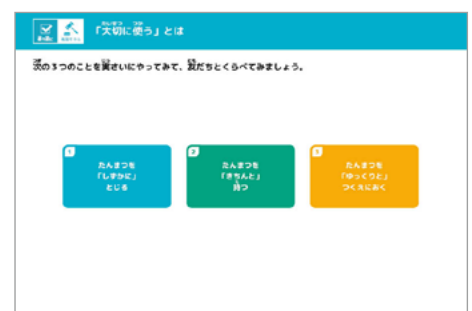 「大切に使う」とは
次の3つのことを実さいにやってみて、友だちとくらべてみましょう。
1
たんまつを
「しずかに」
とじる
2
たんまつを
「きちんと」
持つ
3
たんまつを
「ゆっくりと」
つくえにおく